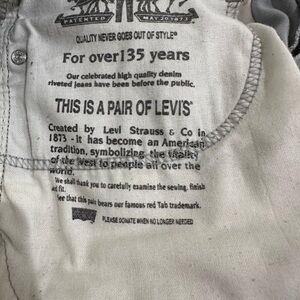 PATENTED MAY 20 1873
QUALITY NEVER GOES OUT OF STYLE®
For over 135 years
Our celebrated high quality denim
riveted jeans have been before the public.
THIS IS A PAIR OF LEVI'S®
Created by Levi Strauss & Co in
1873 - it has become an American
tradition, symbolizing the vitality
of the West to people all over the
world.
We shall thank you to carefully examine the sewing, finish
and fit.
See that this pair bears our famous red Tab trademark.
PLEASE DONATE WHEN NO LONGER NEEDED